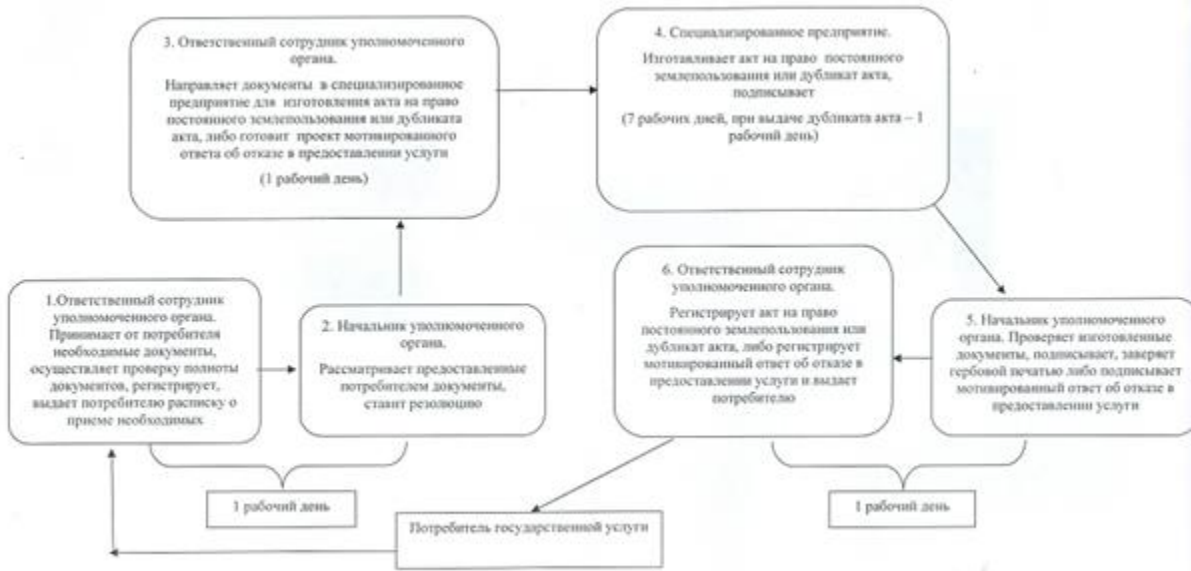 3. Ответственный сотрудник уполномоченного
органа.
Направляет документы в специализированное
предприятие для изготовления акта на право
постоянного землепользования или дубликата
акта, либо готовит проект мотивированного
ответа об отказе в предоставлении услуги
(1 рабочий день)
4. Специализированное предприятие.
Изготавливает акт на право постоянного
землепользования или дубликат акта,
подписывает
(7 рабочих дней, при выдаче дубликата акта – 1
рабочий день)
1.Ответственный сотрудник
уполномоченного органа.
Принимает от потребителя
необходимые документы,
осуществляет проверку полноты
документов, регистрирует,
выдает потребителю расписку о
приеме необходимых
2. Начальник уполномоченного
органа.
Рассматривает предоставленные
потребителем документы,
ставит резолюцию
6. Ответственный сотрудник
уполномоченного органа.
Регистрирует акт на право
постоянного землепользования или
дубликат акта, либо регистрирует
мотивированный ответ об отказе в
предоставлении услуги и выдает
потребителю
5. Начальник уполномоченного
органа. Проверяет изготовленные
документы, подписывает, заверяет
гербовой печатью либо подписывает
мотивированный ответ об отказе в
предоставлении услуги
1 рабочий день
1 рабочий день
Потребитель государственной услуги